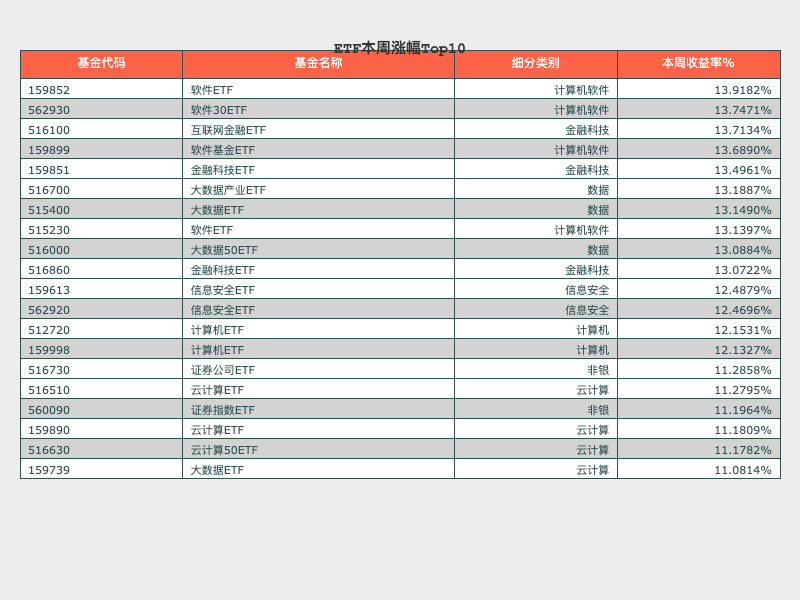 ETF本周涨幅Top10
基金代码 基金名称 细分类别 本周收益率%
159852 软件ETF 计算机软件 13.9182%
562930 软件30ETF 计算机软件 13.7471%
516100 互联网金融ETF 金融科技 13.7134%
159899 软件基金ETF 计算机软件 13.6890%
159851 金融科技ETF 金融科技 13.4961%
516700 大数据产业ETF 数据 13.1887%
515400 大数据ETF 数据 13.1490%
515230 软件ETF 计算机软件 13.1397%
516000 大数据50ETF 数据 13.0884%
516860 金融科技ETF 金融科技 13.0722%
159613 信息安全ETF 信息安全 12.4879%
562920 信息安全ETF 信息安全 12.4696%
512720 计算机ETF 计算机 12.1531%
159998 计算机ETF 计算机 12.1327%
516730 证券公司ETF 非银 11.2858%
516510 云计算ETF 云计算 11.2795%
560090 证券指数ETF 非银 11.1964%
159890 云计算ETF 云计算 11.1809%
516630 云计算50ETF 云计算 11.1782%
159739 大数据ETF 云计算 11.0814%